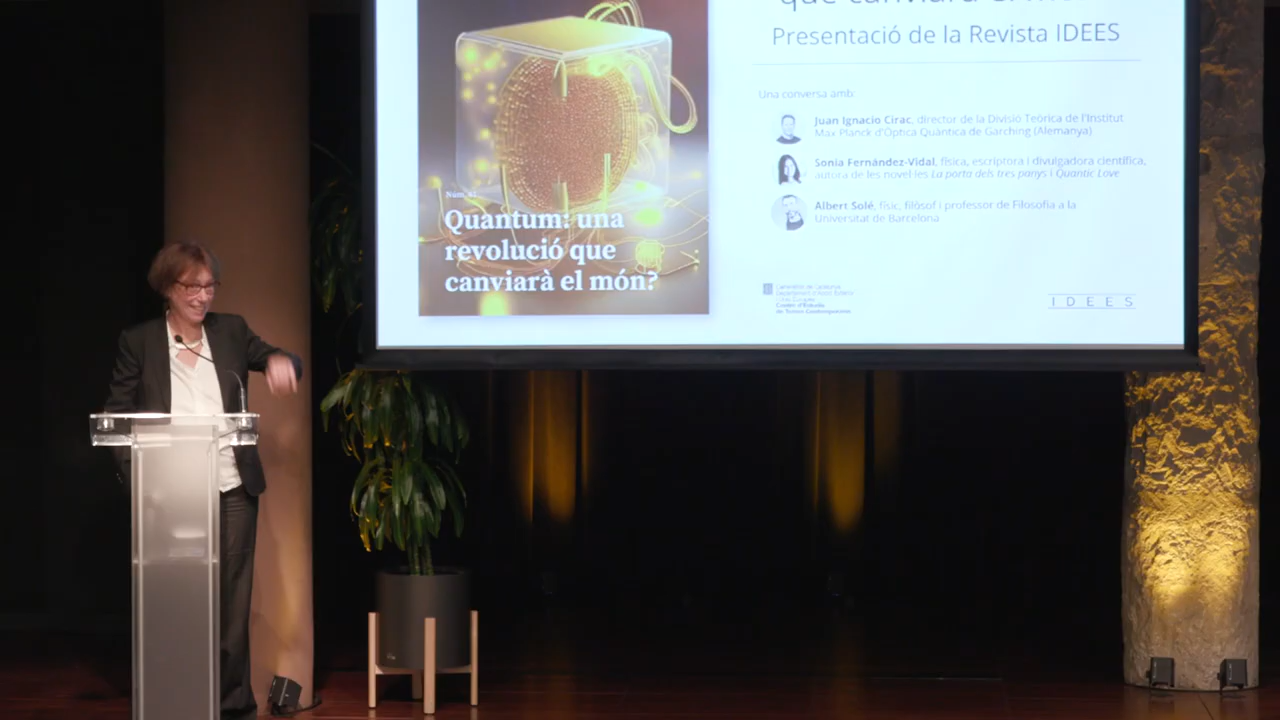 Presentació de la Revista IDEES
Una conversa amb:
Juan Ignacio Cirac, director de la Divisió Teòrica de l'Institut
Max Planck d'Òptica Quàntica de Garching (Alemanya)
Sonia Fernández-Vidal, física, escriptora i divulgadora científica,
autora de les novel·les La porta dels tres panys i Quantic Love
Albert Solé, físic, filòsof i professor de Filosofia a la
Universitat de Barcelona
Quantum: una
revolució que
canviarà el món?
Generalitat de Catalunya
IDEES